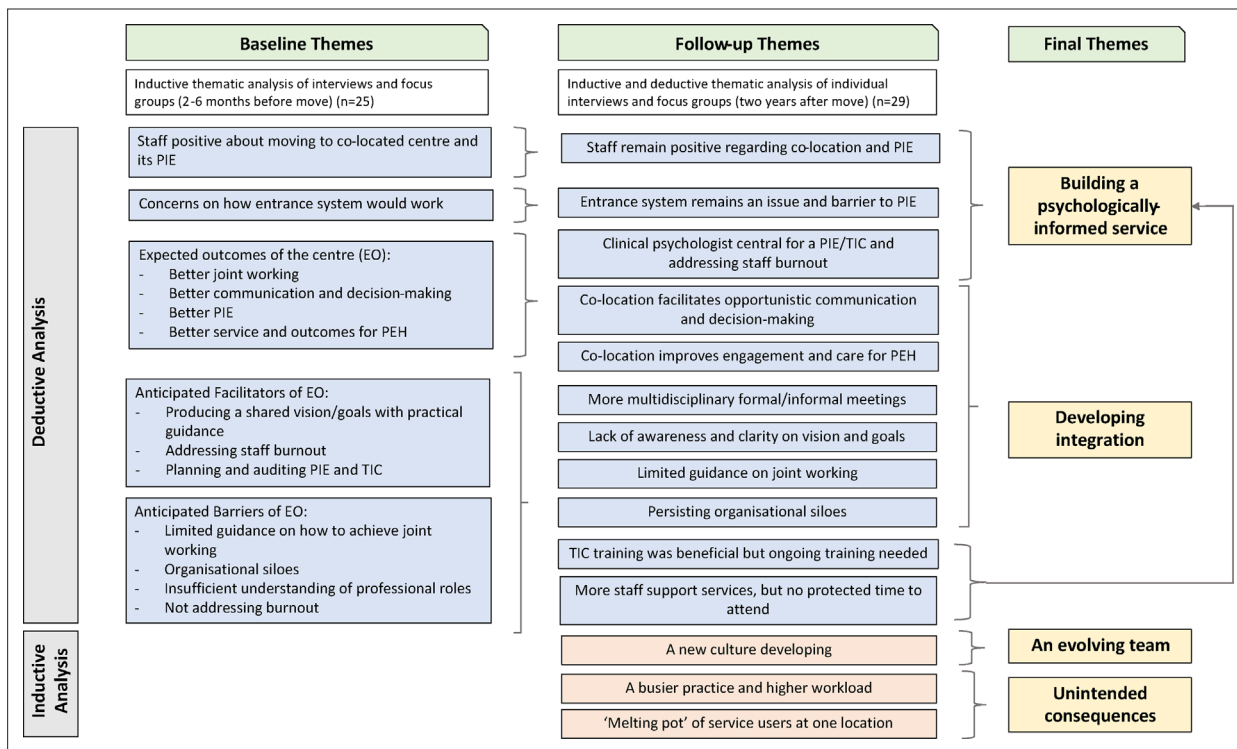 Baseline Themes
Follow-up Themes
Final Themes
Inductive thematic analysis of interviews and focus
groups (2-6 months before move) (n=25)
Inductive and deductive thematic analysis of individual
interviews and focus groups (two years after move) (n=29)
Deductive Analysis
Staff positive about moving to co-located centre and
its PIE
Concerns on how entrance system would work
Expected outcomes of the centre (EO):
- Better joint working
- Better communication and decision-making
- Better PIE
- Better service and outcomes for PEH
Anticipated Facilitators of EO:
- Producing a shared vision/goals with practical
guidance
- Addressing staff burnout
- Planning and auditing PIE and TIC
Anticipated Barriers of EO:
- Limited guidance on how to achieve joint
working
- Organisational siloes
- Insufficient understanding of professional roles
- Not addressing burnout
Staff remain positive regarding co-location and PIE
Entrance system remains an issue and barrier to PIE
Clinical psychologist central for a PIE/TIC and
addressing staff burnout
Co-location facilitates opportunistic communication
and decision-making
Co-location improves engagement and care for PEH
More multidisciplinary formal/informal meetings
Lack of awareness and clarity on vision and goals
Limited guidance on joint working
Persisting organisational siloes
TIC training was beneficial but ongoing training needed
More staff support services, but no protected time to
attend
Building a
psychologically-
informed service
Developing
integration
Inductive
Analysis
A new culture developing
A busier practice and higher workload
‘Melting pot’ of service users at one location
An evolving team
Unintended
consequences